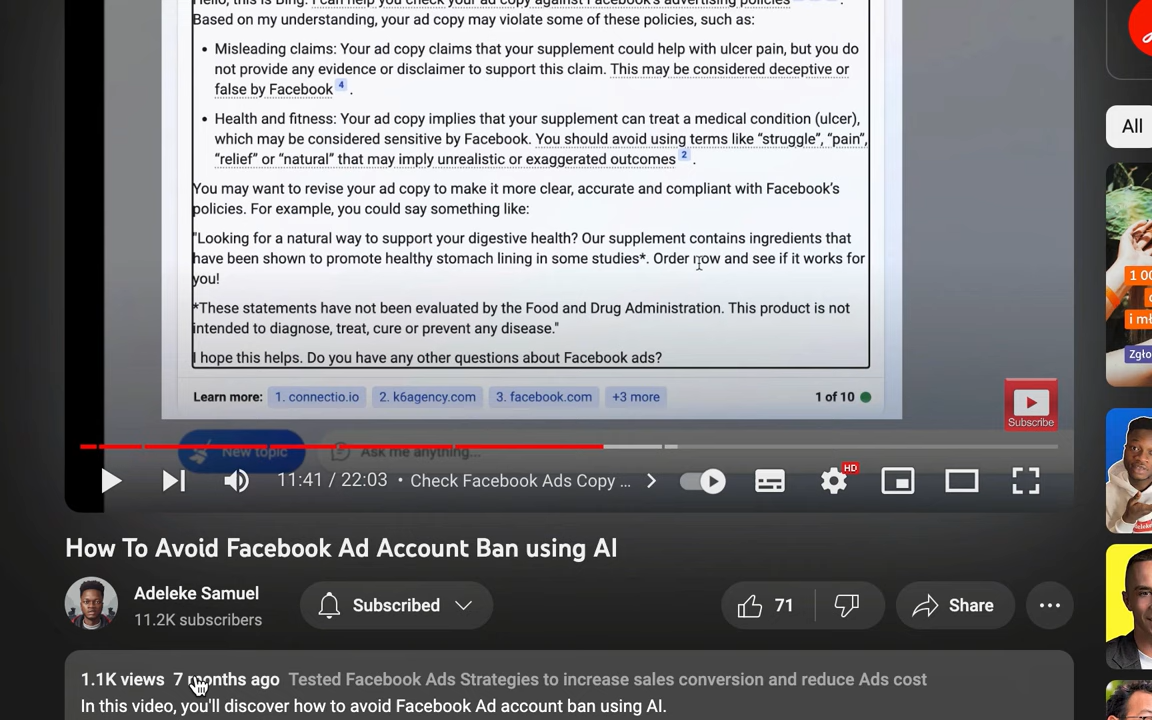 Hello, this is Bing. I can help you check your ad copy against Facebook's advertising policies
Based on my understanding, your ad copy may violate some of these policies, such as:
• Misleading claims: Your ad copy claims that your supplement could help with ulcer pain, but you do
not provide any evidence or disclaimer to support this claim. This may be considered deceptive or
false by Facebook 4 .
• Health and fitness: Your ad copy implies that your supplement can treat a medical condition (ulcer),
which may be considered sensitive by Facebook. You should avoid using terms like “struggle”, “pain”,
“relief” or “natural” that may imply unrealistic or exaggerated outcomes 2 .
You may want to revise your ad copy to make it more clear, accurate and compliant with Facebook’s
policies. For example, you could say something like:
"Looking for a natural way to support your digestive health? Our supplement contains ingredients that
have been shown to promote healthy stomach lining in some studies*. Order now and see if it works for
you!
*These statements have not been evaluated by the Food and Drug Administration. This product is not
intended to diagnose, treat, cure or prevent any disease."
I hope this helps. Do you have any other questions about Facebook ads?
Learn more: 1. connectio.io 2. k6agency.com 3. facebook.com +3 more 1 of 10
Subscribe
New topic Ask me anything...
11:41 / 22:03 • Check Facebook Ads Copy ... HD
How To Avoid Facebook Ad Account Ban using AI
Adeleke Samuel
11.2K subscribers
Subscribed
71
Share
1.1K views 7 months ago Tested Facebook Ads Strategies to increase sales conversion and reduce Ads cost
In this video, you'll discover how to avoid Facebook Ad account ban using AI.
All
1 00
i mł
Zgło